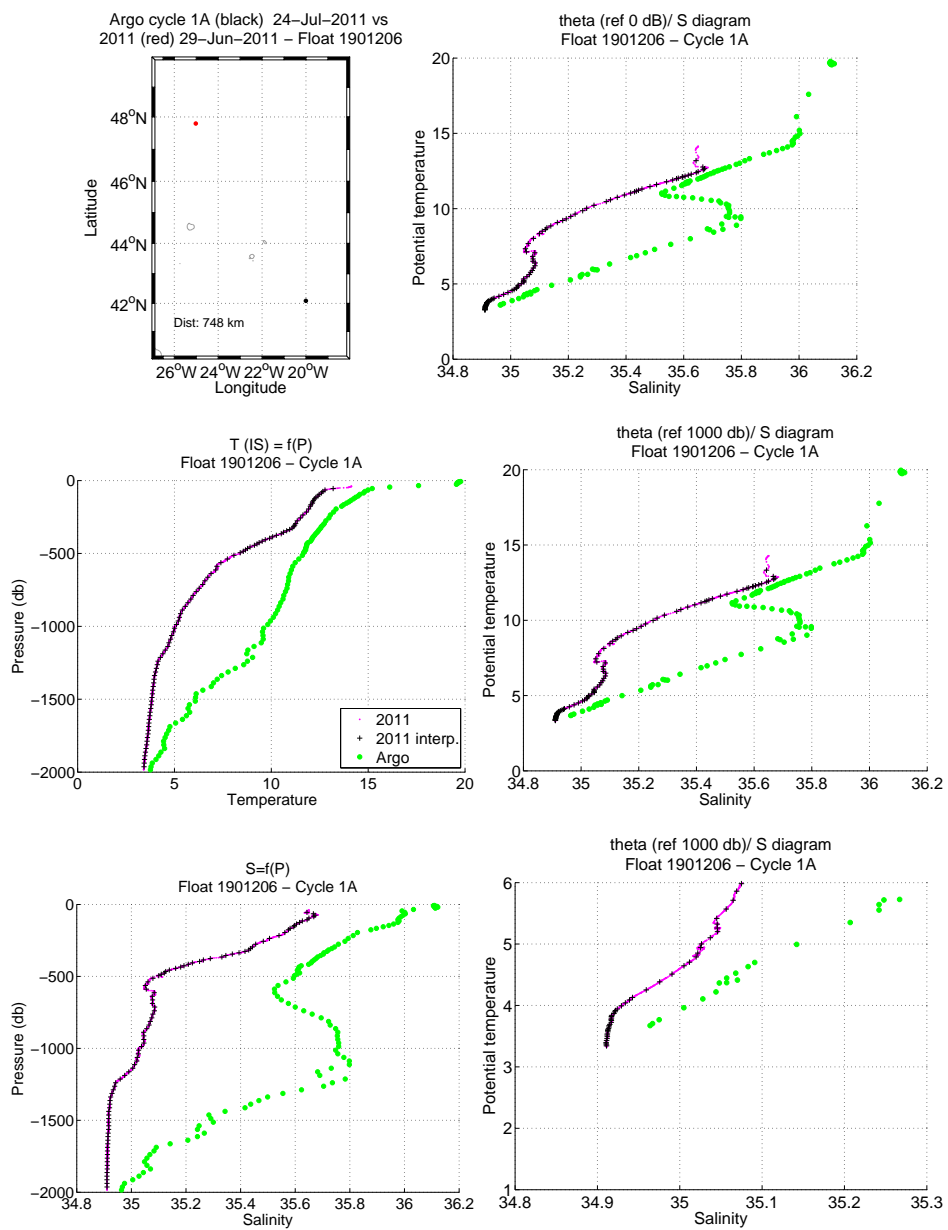 Argo cycle 1A (black)  24−Jul−2011 vs
2011 (red) 29−Jun−2011 − Float 1901206
48°N
46°N
44°N
42°N
Latitude
Dist: 748 km
26°W 24°W 22°W 20°W
Longitude
theta (ref 0 dB)/ S diagram
Float 1901206 − Cycle 1A
20
15
10
5
0
Potential temperature
34.8 35 35.2 35.4 35.6 35.8 36 36.2
Salinity
T (IS) = f(P)
Float 1901206 − Cycle 1A
0
−500
−1000
−1500
−2000
Pressure (db)
2011
2011 interp.
Argo
0 5 10 15 20
Temperature
theta (ref 1000 db)/ S diagram
Float 1901206 − Cycle 1A
20
15
10
5
0
Potential temperature
34.8 35 35.2 35.4 35.6 35.8 36 36.2
Salinity
S=f(P)
Float 1901206 − Cycle 1A
0
−500
−1000
−1500
−2000
Pressure (db)
34.8 35 35.2 35.4 35.6 35.8 36 36.2
Salinity
theta (ref 1000 db)/ S diagram
Float 1901206 − Cycle 1A
6
5
4
3
2
1
Potential temperature
34.8 34.9 35 35.1 35.2 35.3
Salinity